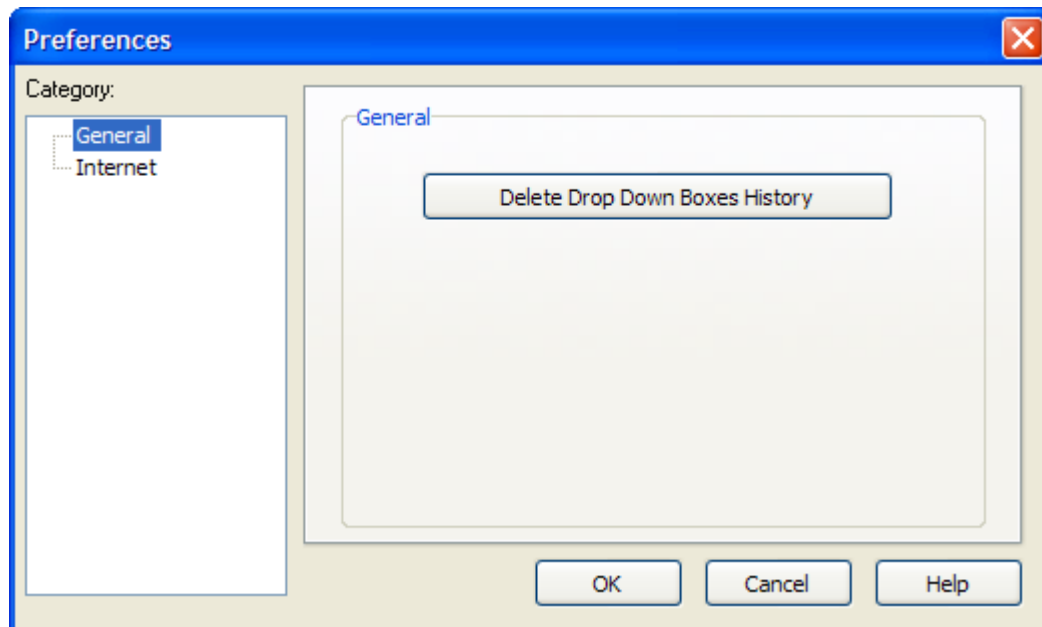 Preferences
Category:
General
Internet
General
Delete Drop Down Boxes History
OK
Cancel
Help